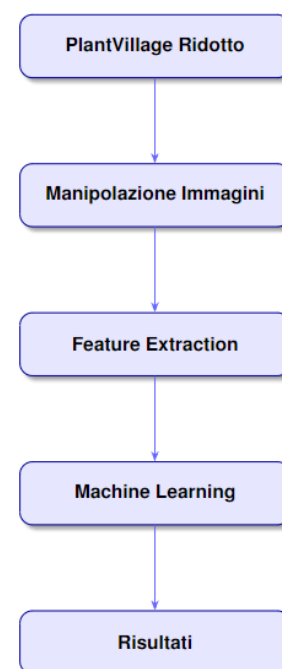 PlantVillage Ridotto
Manipolazione Immagini
Feature Extraction
Machine Learning
Risultati